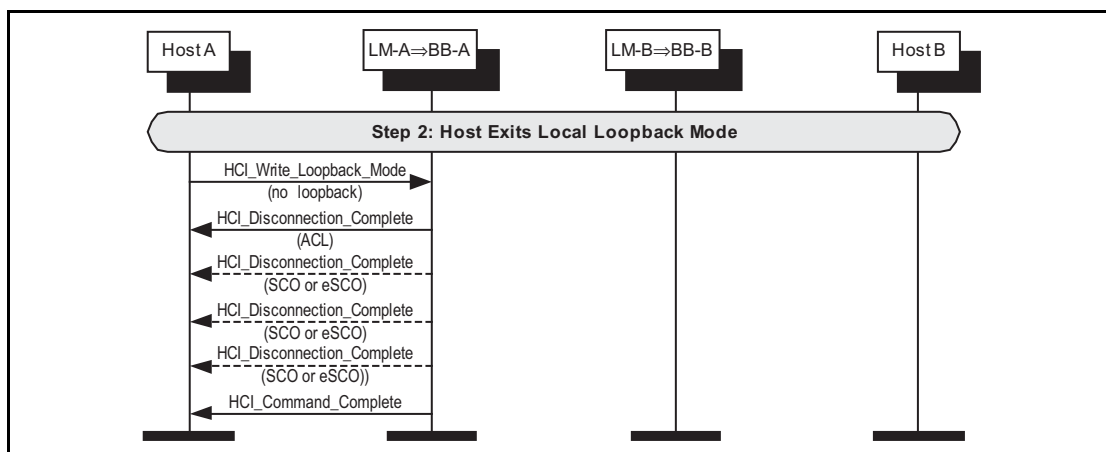 Host A
LM-A⇒BB-A
LM-B⇒BB-B
Host B
Step 2: Host Exits Local Loopback Mode
HCI_Write_Loopback_Mode
(no loopback)
HCI_Disconnection_Complete
(ACL)
HCI_Disconnection_Complete
(SCO or eSCO)
HCI_Disconnection_Complete
(SCO or eSCO)
HCI_Disconnection_Complete
(SCO or eSCO))
HCI_Command_Complete